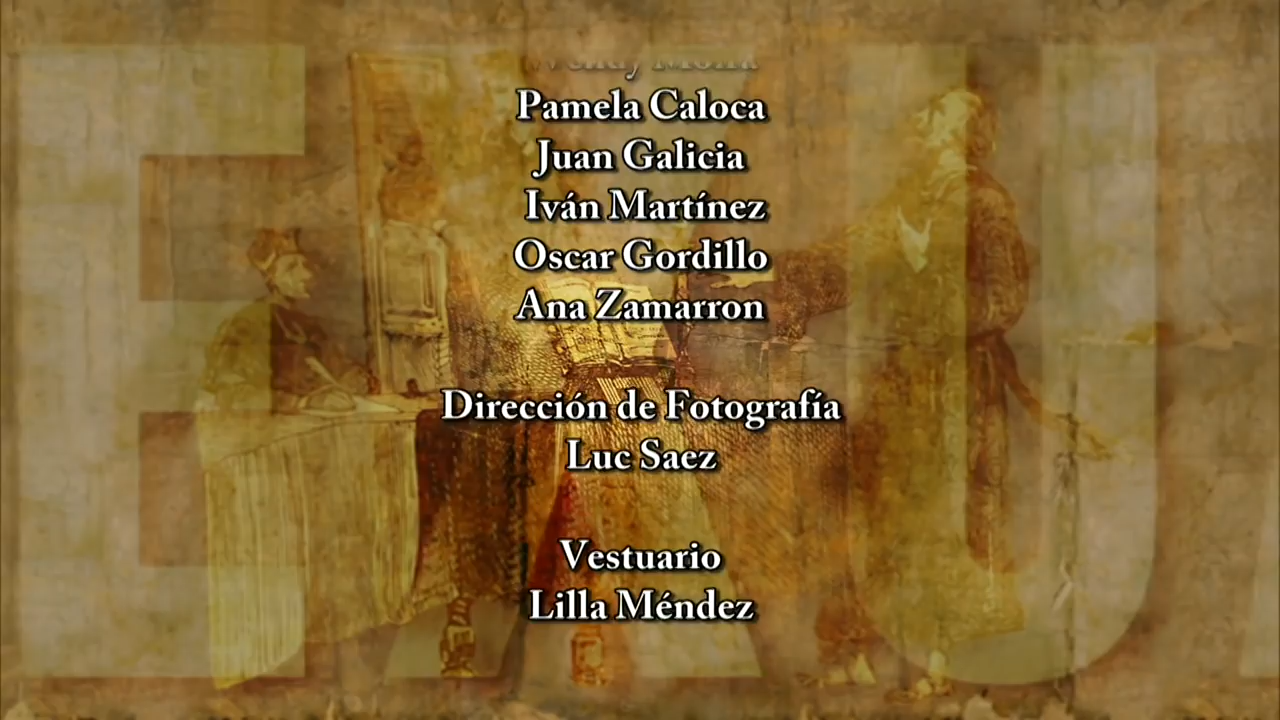 Pamela Caloca
Juan Galicia
Iván Martínez
Oscar Gordillo
Ana Zamarron
Dirección de Fotografía
Luc Saez
Vestuario
Lilla Méndez